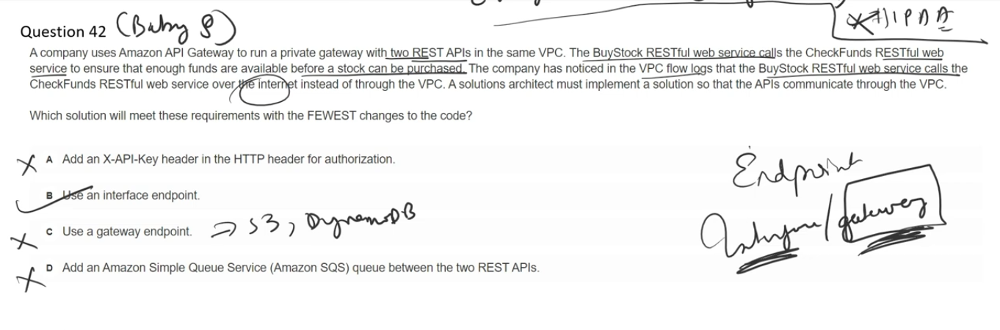 Question 42 (Baby
A company uses Amazon API Gateway to run a private gateway with two REST APIs in the same VPC. The BuyStock RESTful web service calls the CheckFunds RESTful web
service to ensure that enough funds are available before a stock can be purchased. The company has noticed in the VPC flow logs that the BuyStock RESTful web service calls the
CheckFunds RESTful web service over the internet instead of through the VPC. A solutions architect must implement a solution so that the APIs communicate through the VPC.
Which solution will meet these requirements with the FEWEST changes to the code?
A Add an X-API-Key header in the HTTP header for authorization.
B Use an interface endpoint.
C Use a gateway endpoint. => S3, DynamoDB
D Add an Amazon Simple Queue Service (Amazon SQS) queue between the two REST APIs.
Endpoint
Interface/gateway